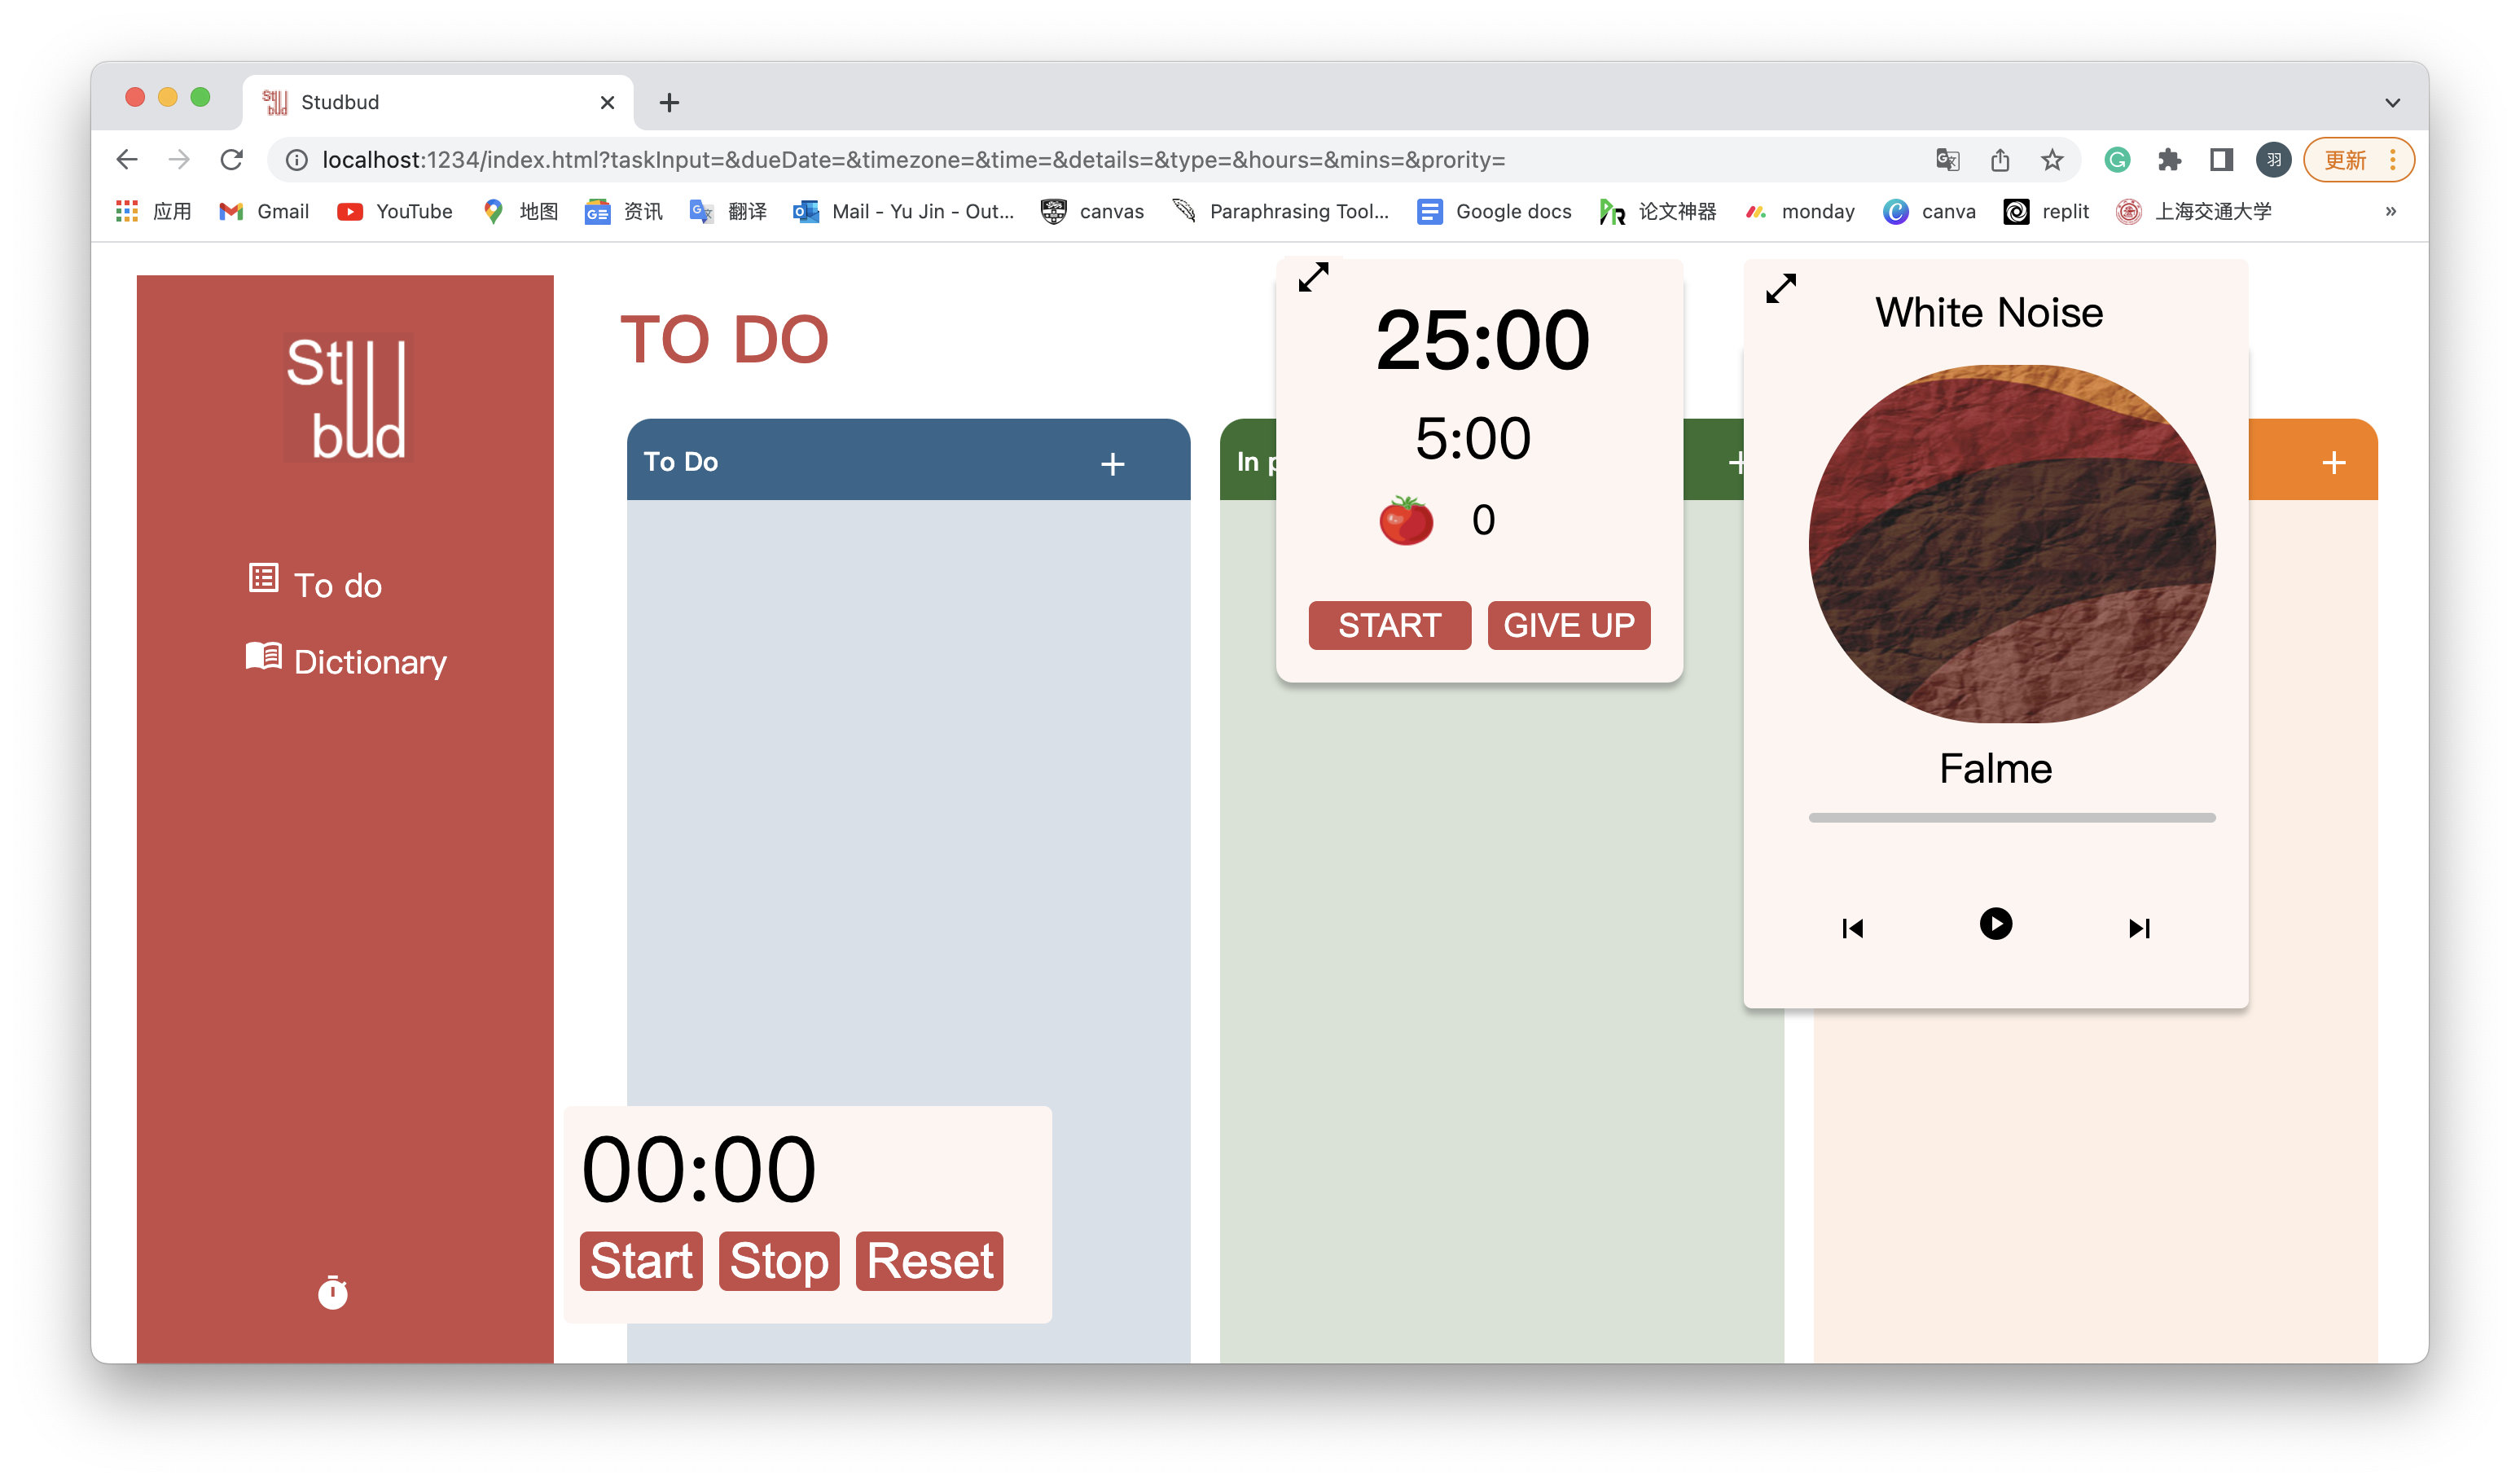 Studbud
localhost:1234/index.html?taskInput=&dueDate=&timezone=&time=&details=&type=&hours=&mins=&prority=
羽
更新
应用
Gmail
YouTube
地图
资讯
翻译
Mail - Yu Jin - Out...
canvas
Paraphrasing Tool...
Google docs
论文神器
monday
canva
replit
上海交通大学
»
Stud
bud
To do
Dictionary
TO DO
To Do
In p
25:00
5:00
0
START
GIVE UP
White Noise
Falme
00:00
Start
Stop
Reset